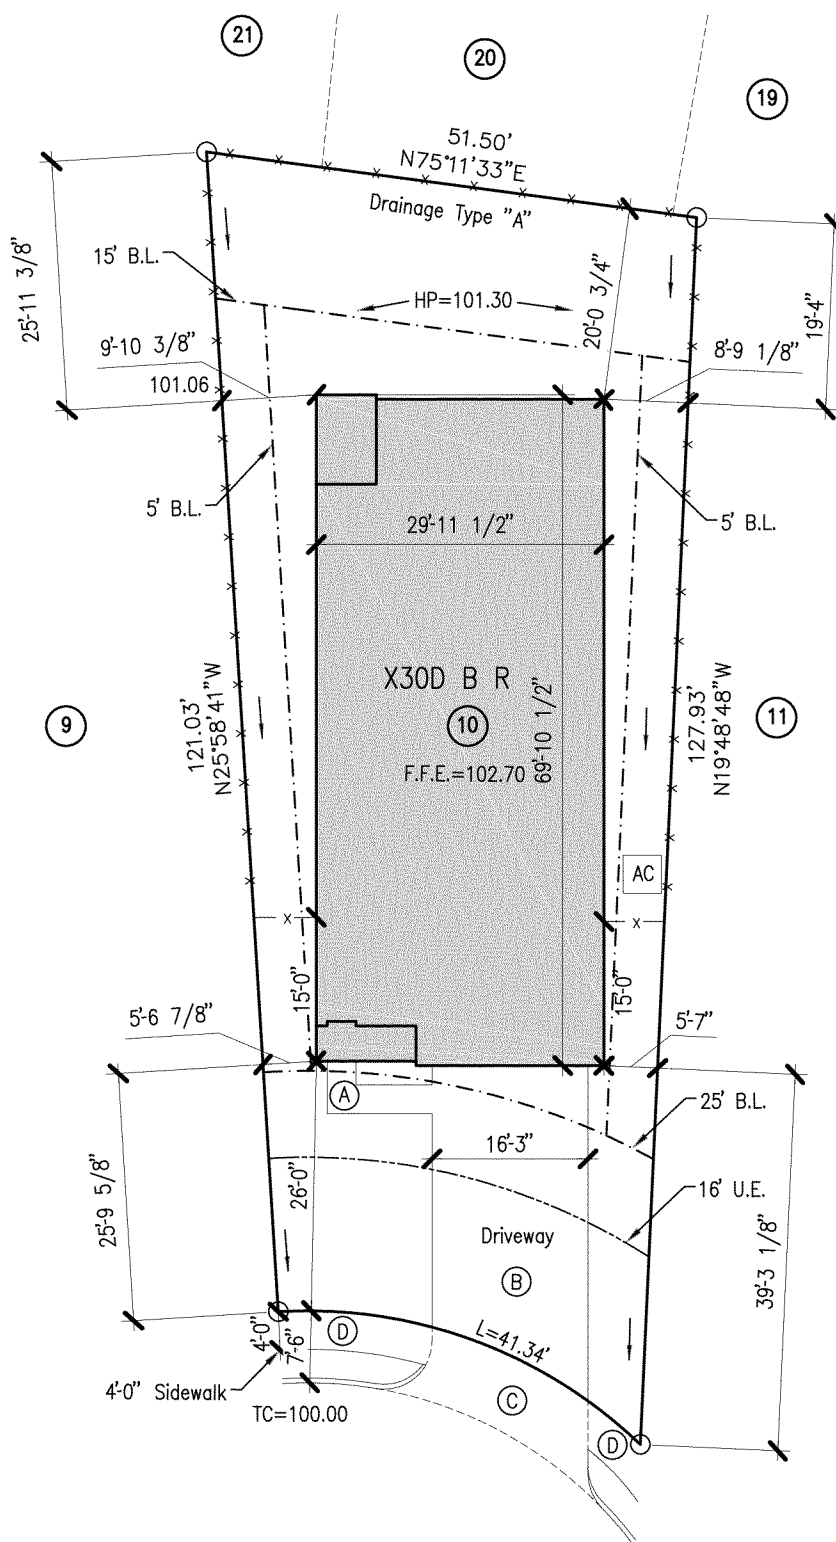 21
20
19
51.50'
N75°11'33"E
Drainage Type "A"
25'-11 3/8"
15' B.L.
HP=101.30
20'-0 3/4"
19'-4"
9'-10 3/8"
8'-9 1/8"
101.06
5' B.L.
29'-11 1/2"
5' B.L.
X30D B R
10
F.F.E.=102.70
69'-10 1/2"
9
121.03'
N25°58'41"W
127.93'
N19°48'48"W
11
AC
x
x
15'-0"
15'-0"
5'-6 7/8"
5'-7"
A
25' B.L.
16'-3"
16' U.E.
25'-9 5/8"
26'-0"
Driveway
B
39'-3 1/8"
4'-0"
7'-6"
D
L=41.34'
4'-0" Sidewalk
TC=100.00
C
D